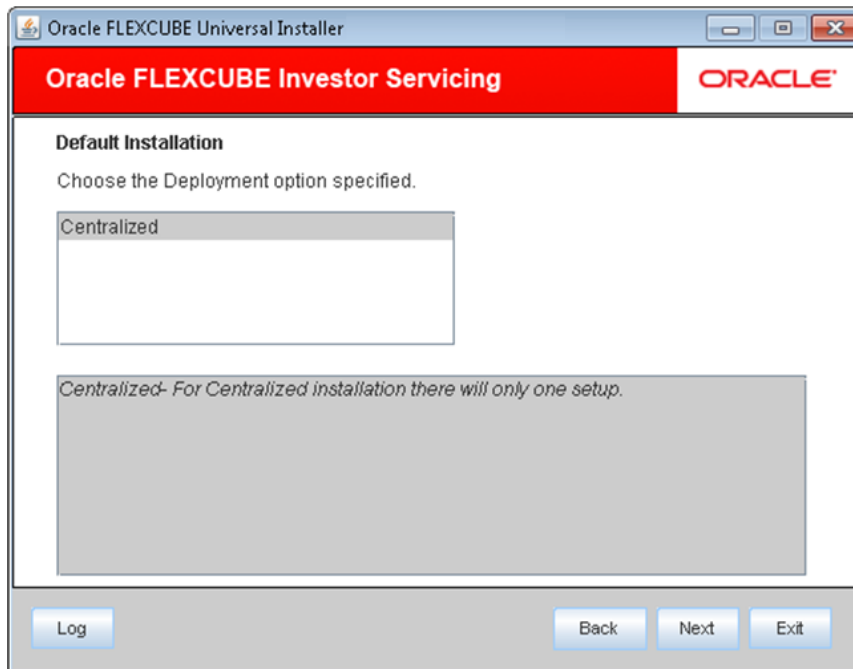 Oracle FLEXCUBE Universal Installer
Oracle FLEXCUBE Investor Servicing
ORACLE
Default Installation
Choose the Deployment option specified.
Centralized
Centralized- For Centralized installation there will only one setup.
Log
Back
Next
Exit